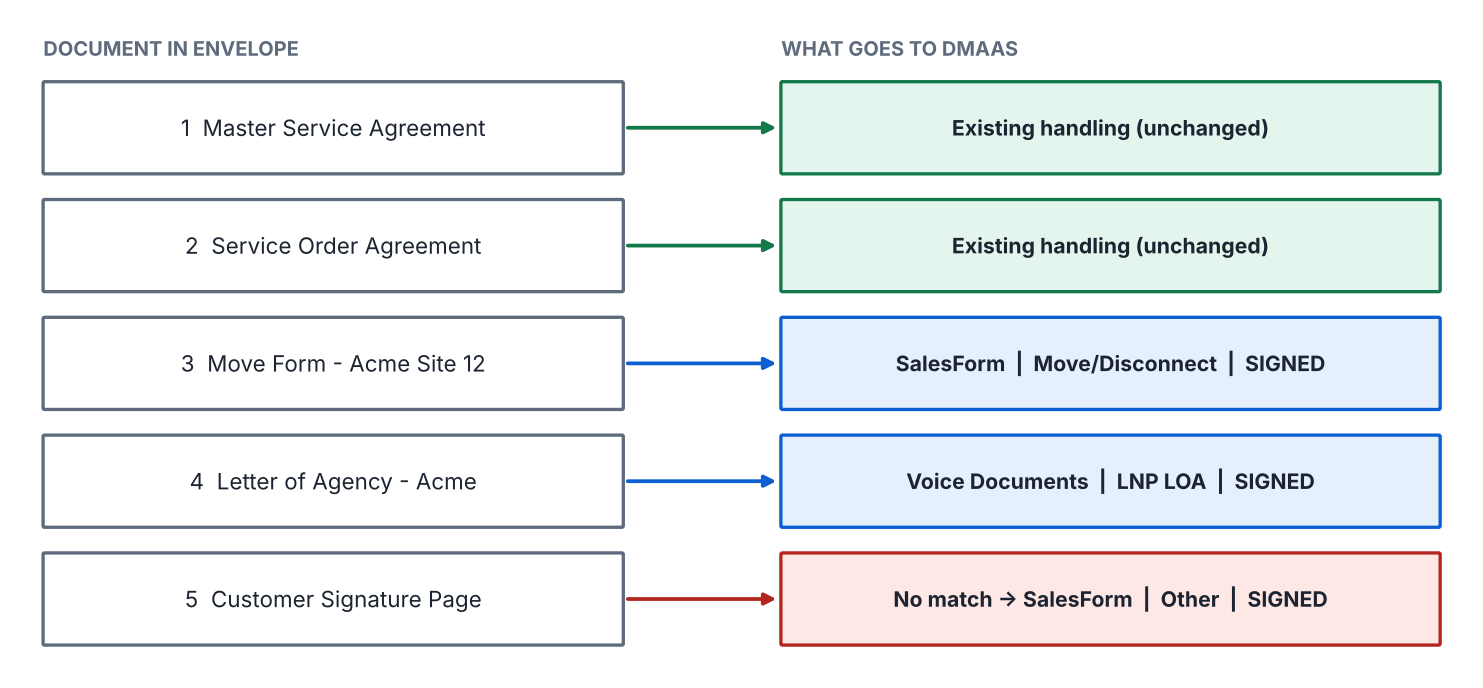 DOCUMENT IN ENVELOPE
WHAT GOES TO DMAAS
1 Master Service Agreement
Existing handling (unchanged)
2 Service Order Agreement
Existing handling (unchanged)
3 Move Form - Acme Site 12
SalesForm | Move/Disconnect | SIGNED
4 Letter of Agency - Acme
Voice Documents | LNP LOA | SIGNED
5 Customer Signature Page
No match → SalesForm | Other | SIGNED